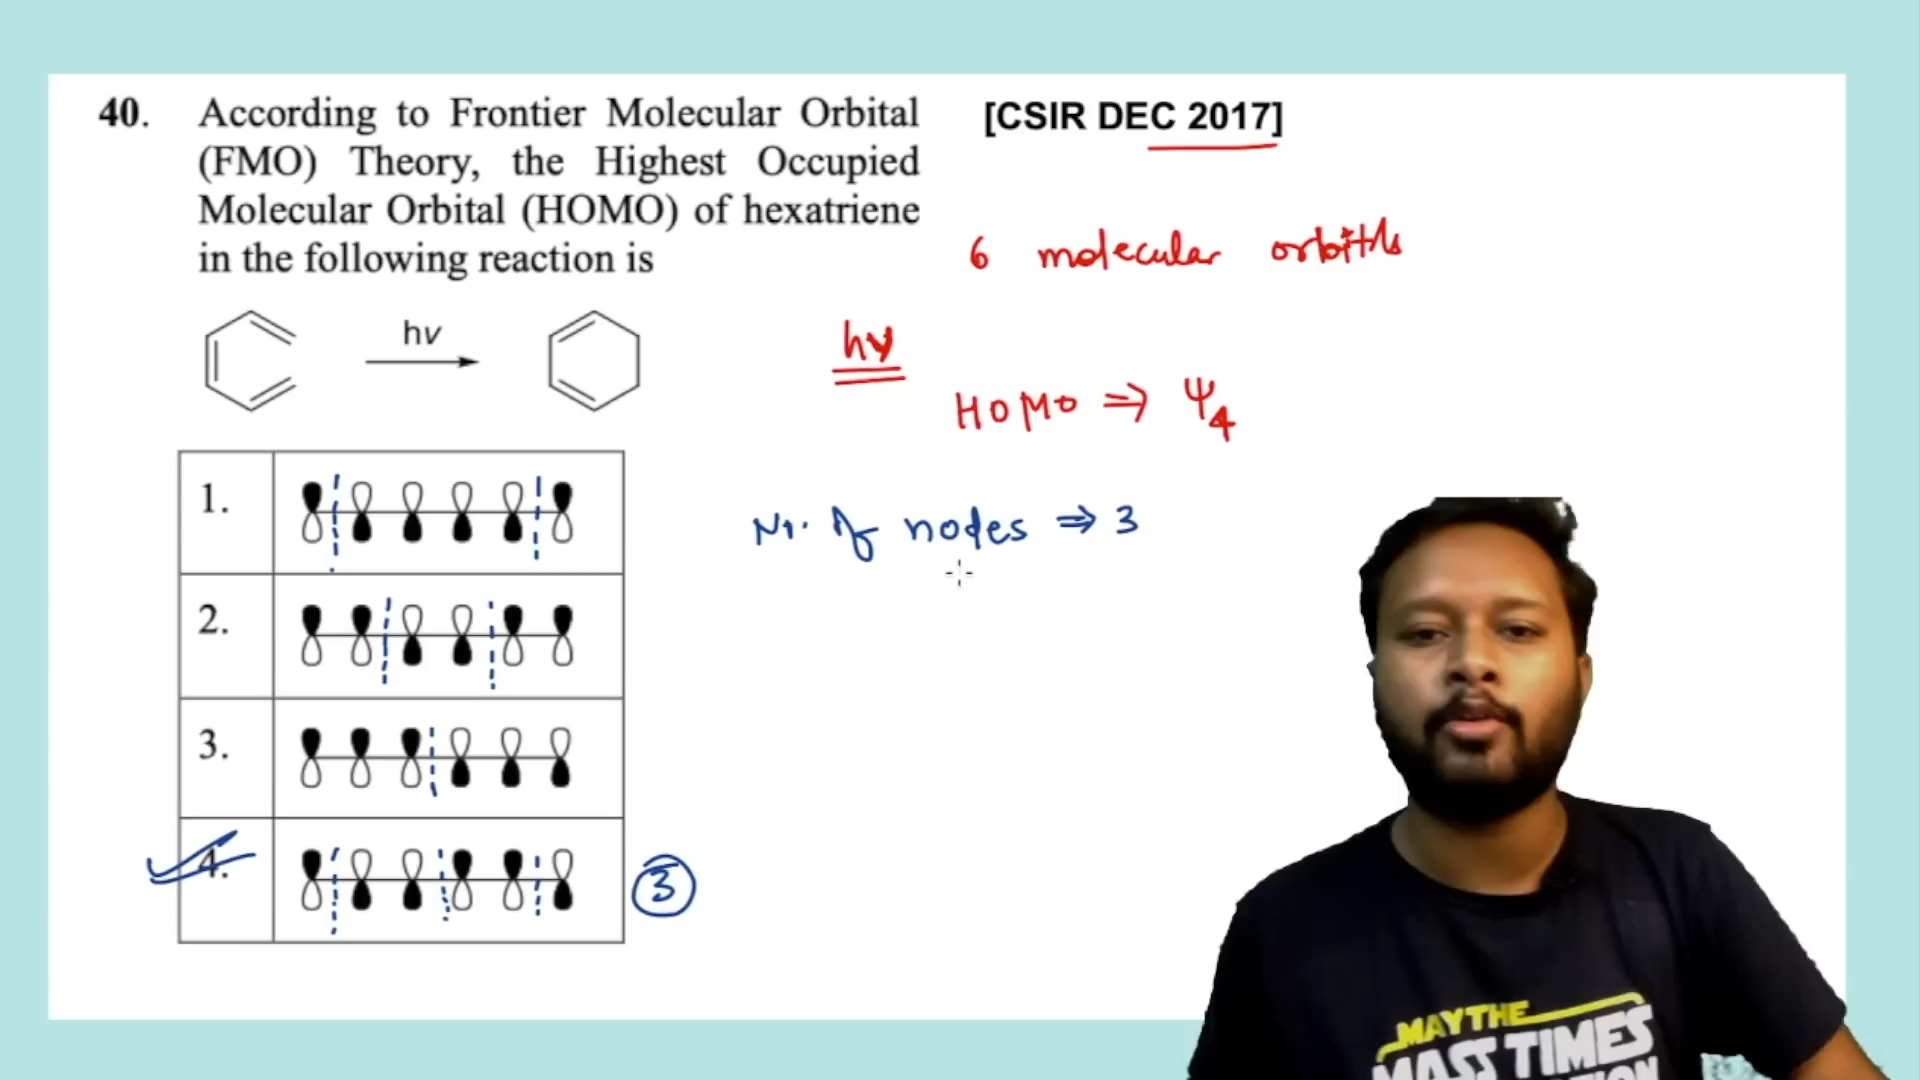 40. According to Frontier Molecular Orbital
(FMO) Theory, the Highest Occupied
Molecular Orbital (HOMO) of hexatriene
in the following reaction is
[CSIR DEC 2017]
6 molecular orbitals
hν
hν
HOMO ⇒ Ψ4
Nr. of nodes ⇒ 3
1.
2.
3.
4.
3
MAY THE
MASS TIMES